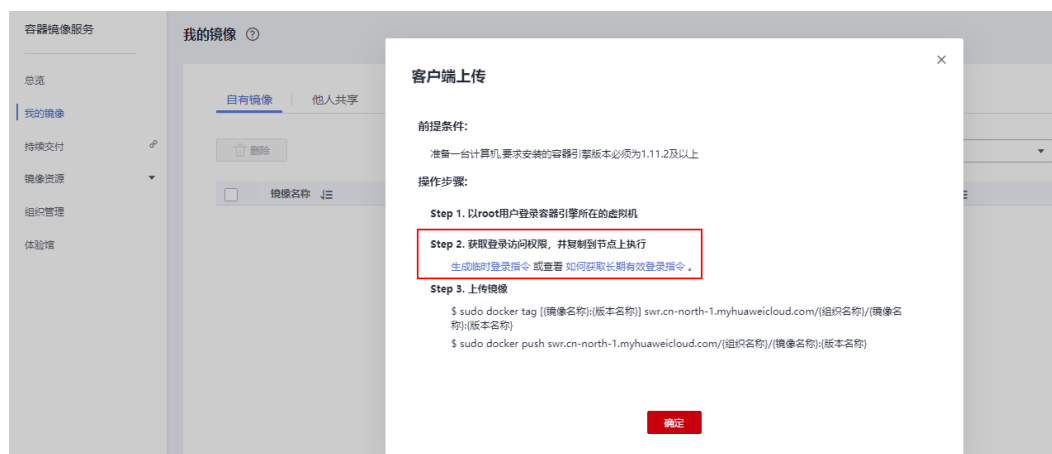 容器镜像服务
总览
我的镜像
持续交付
镜像资源
组织管理
体验馆
我的镜像
自有镜像
他人共享
删除
镜像名称
客户端上传
前提条件:
准备一台计算机,要求安装的容器引擎版本必须为1.11.2及以上
操作步骤:
Step 1. 以root用户登录容器引擎所在的虚拟机
Step 2. 获取登录访问权限，并复制到节点上执行
生成临时登录指令 或查看 如何获取长期有效登录指令 。
Step 3. 上传镜像
$ sudo docker tag [{镜像名称}:{版本名称}] swr.cn-north-1.myhuaweicloud.com/{组织名称}/{镜像名
称}:{版本名称}
$ sudo docker push swr.cn-north-1.myhuaweicloud.com/{组织名称}/{镜像名称}:{版本名称}
确定